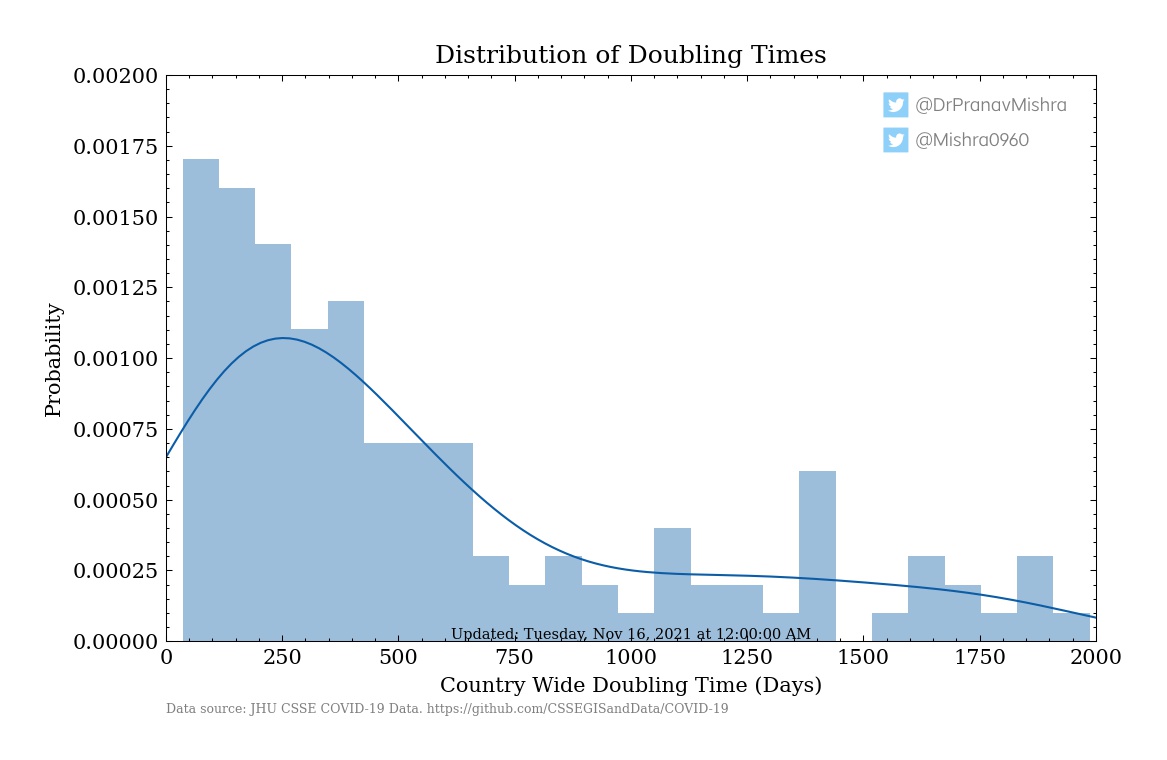 Distribution of Doubling Times
@DrPranavMishra
@Mishra0960
Probability
0.00200
0.00175
0.00150
0.00125
0.00100
0.00075
0.00050
0.00025
0.00000
Updated: Tuesday, Nov 16, 2021 at 12:00:00 AM
0 250 500 750 1000 1250 1500 1750 2000
Country Wide Doubling Time (Days)
Data source: JHU CSSE COVID-19 Data. https://github.com/CSSEGISandData/COVID-19